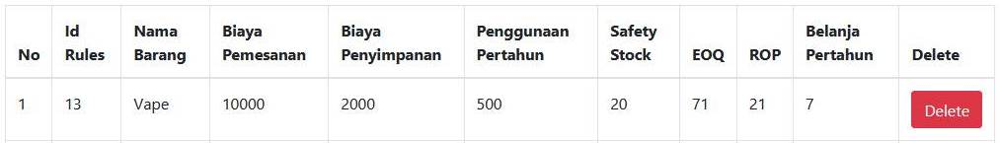 No Id Rules Nama Barang Biaya Pemesanan Biaya Penyimpanan Penggunaan Pertahun Safety Stock EOQ ROP Belanja Pertahun Delete
1 13 Vape 10000 2000 500 20 71 21 7 Delete